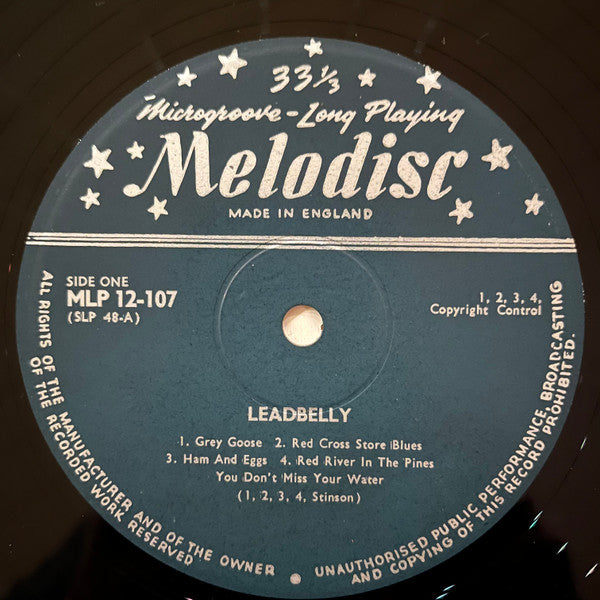 33⅓
Microgroove - Long Playing
Melodisc
MADE IN ENGLAND
SIDE ONE
MLP 12-107
(SLP 48-A)
1, 2, 3, 4,
Copyright Control
LEADBELLY
1. Grey Goose 2. Red Cross Store Blues
3. Ham And Eggs 4. Red River In The Pines
You Don't Miss Your Water
(1, 2, 3, 4, Stinson)
ALL RIGHTS OF THE MANUFACTURER AND OF THE OWNER
OF THE RECORDED WORK RESERVED
UNAUTHORISED PUBLIC PERFORMANCE, BROADCASTING
AND COPYING OF THIS RECORD PROHIBITED.